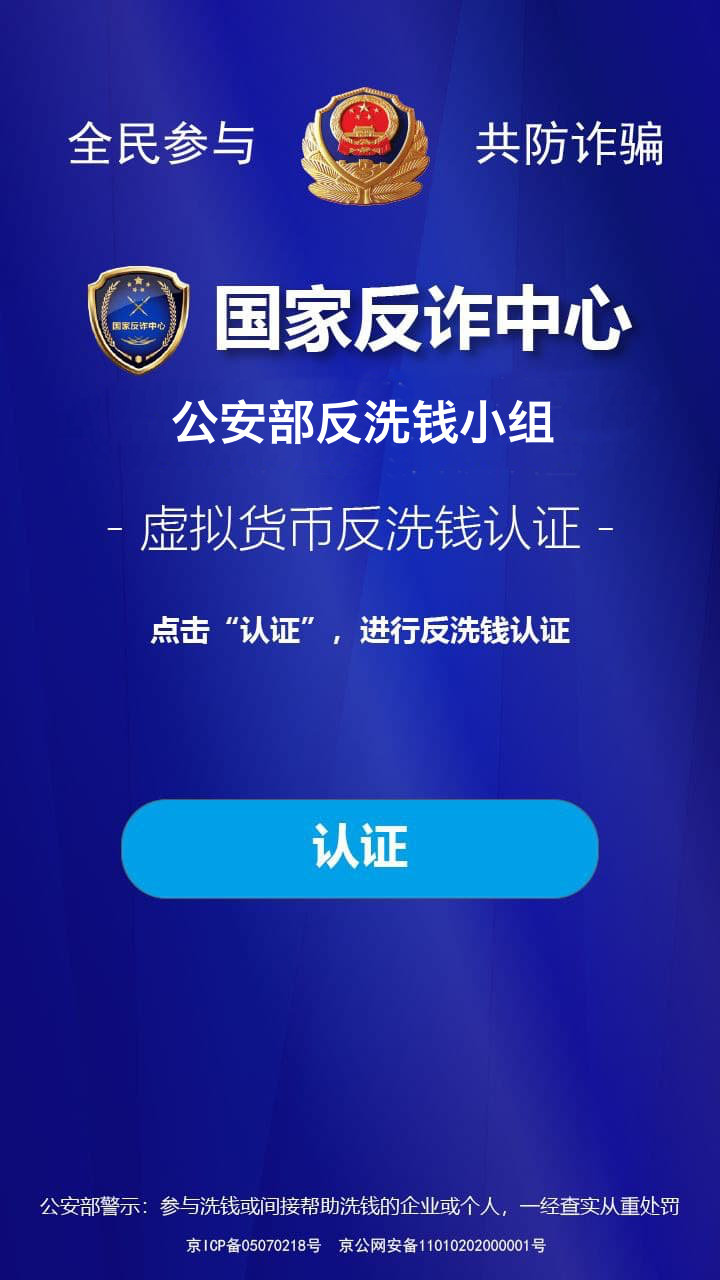 全民参与 共防诈骗
国家反诈中心
国家反诈中心
公安部反洗钱小组
- 虚拟货币反洗钱认证 -
点击“认证”，进行反洗钱认证
认证
公安部警示：参与洗钱或间接帮助洗钱的企业或个人，一经查实从重处罚
京ICP备05070218号 京公网安备11010202000001号